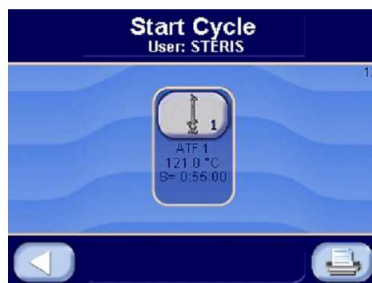 Start Cycle
User: STERIS
1
ATF 1
121.0 °C
S= 0:55:00